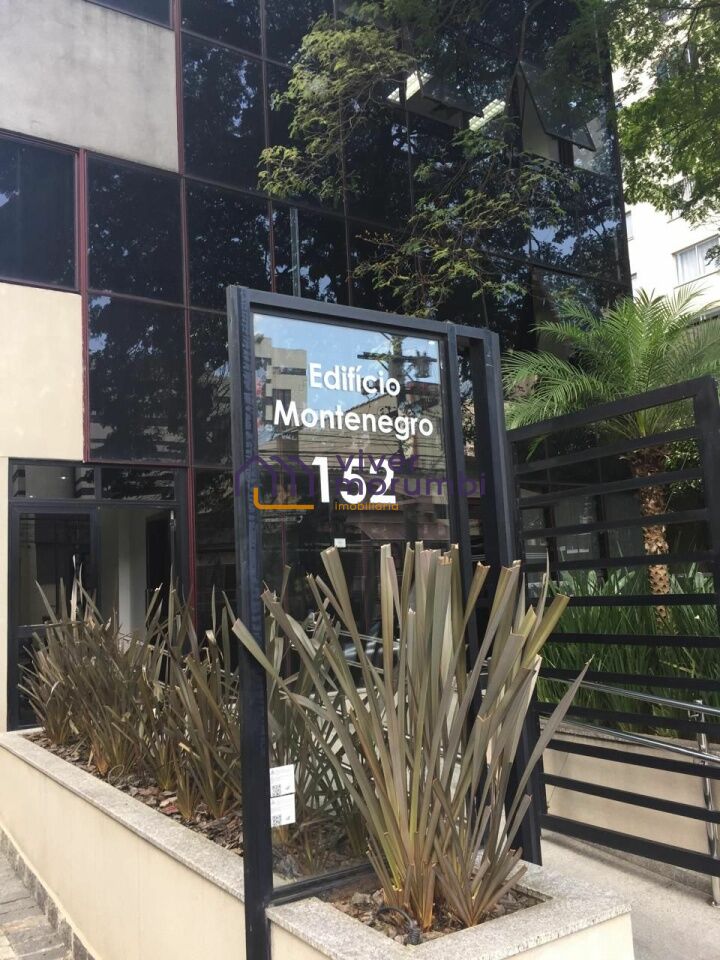 Edifício
Montenegro
152
viver
morumbi
imobiliária